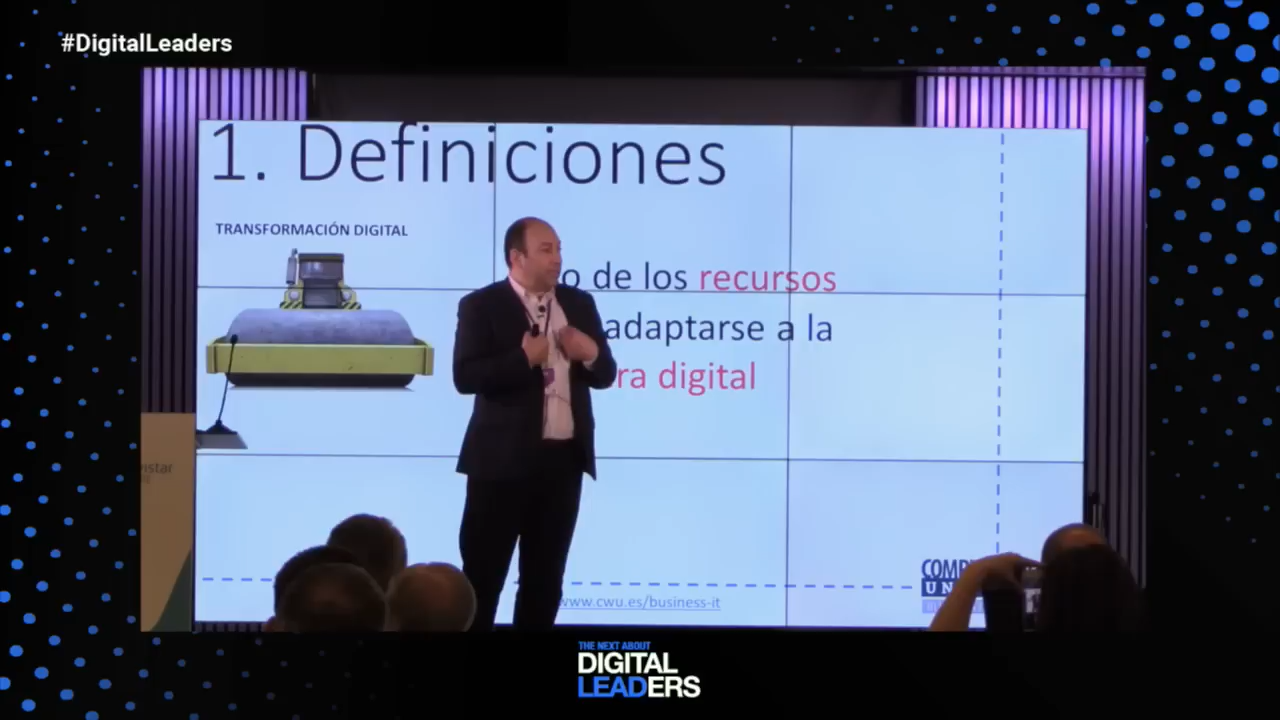 #DigitalLeaders
1. Definiciones
TRANSFORMACIÓN DIGITAL
o de los recursos
adaptarse a la
ra digital
www.cwu.es/business-it
THE NEXT ABOUT
DIGITAL
LEADERS